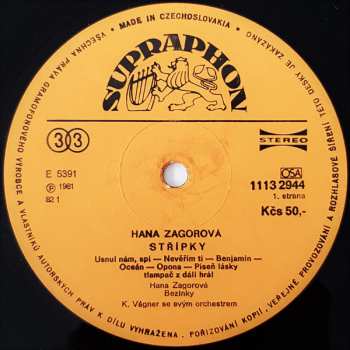 • MADE IN CZECHOSLOVAKIA •
VŠECHNA PRÁVA GRAMOFONOVÉHO VÝROBCE A VLASTNÍKŮ AUTORSKÝCH PRÁV K DÍLU VYHRAŽENA. POŘIZOVÁNÍ KOPIÍ, VEŘEJNÉ PROVOZOVÁNÍ A ROZHLASOVÉ ŠÍŘENÍ TÉTO DESKY JE ZAKÁZÁNO
SUPRAPHON
33
STEREO
E 5391
Ⓟ 1981
82 1
OSA
1113 2944
1. strana
Kčs 50,-
HANA ZAGOROVÁ
STŘÍPKY
Usnul nám, spí — Nevěřím ti — Benjamín —
Oceán — Opona — Píseň lásky
tlampač z dáli hrál
Hana Zagorová
Bezinky
K. Vágner se svým orchestrem